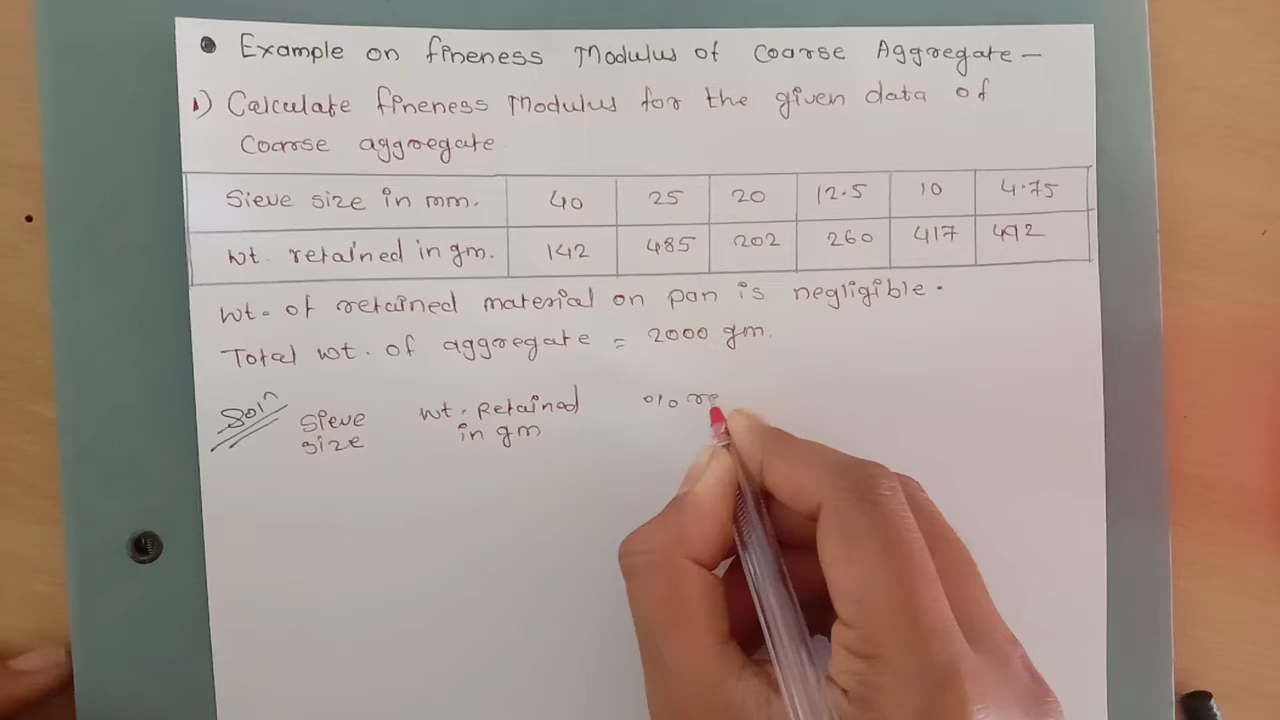 • Example on fineness Modulus of Coarse Aggregate -
1) Calculate fineness Modulus for the given data of
Coarse aggregate
Sieve size in mm. 40 25 20 12.5 10 4.75
wt. retained in gm. 142 485 202 260 417 492
wt. of retained material on pan is negligible.
Total wt. of aggregate = 2000 gm.
Soln
Sieve wt. Retained % re
size in gm